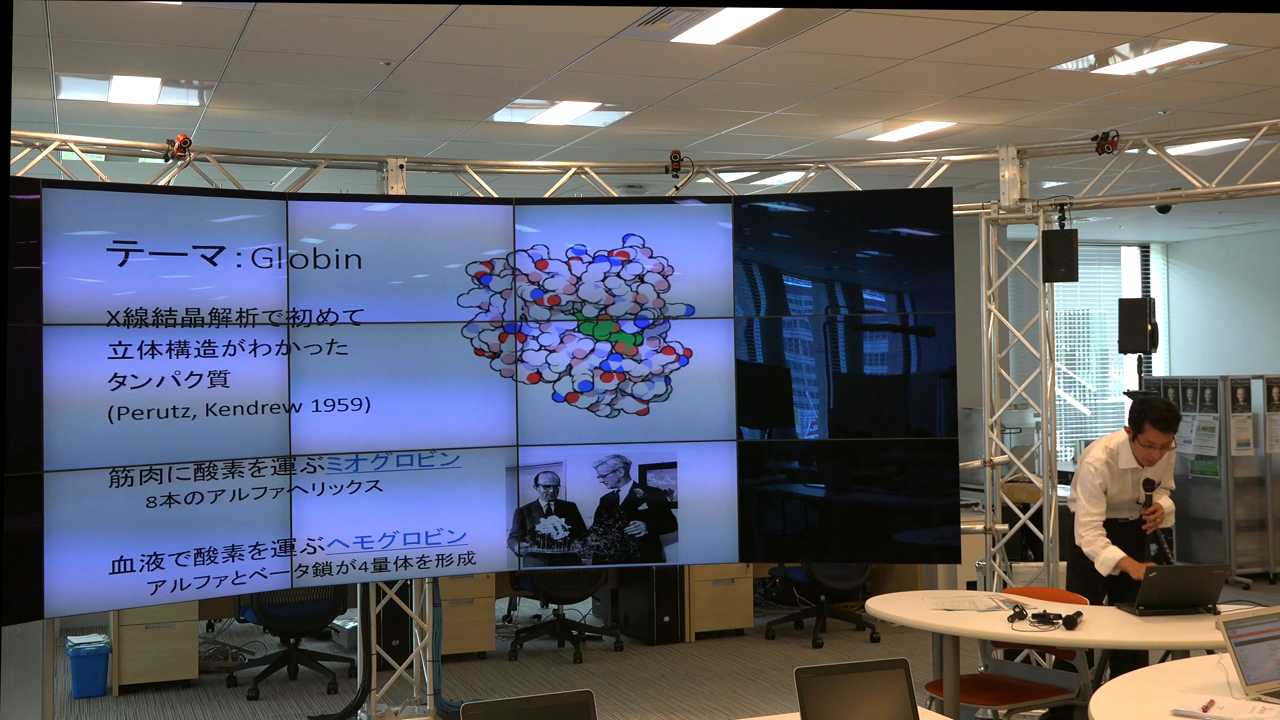 テーマ：Globin
X線結晶解析で初めて
立体構造がわかった
タンパク質
(Perutz, Kendrew 1959)
筋肉に酸素を運ぶミオグロビン
8本のアルファヘリックス
血液で酸素を運ぶヘモグロビン
アルファとベータ鎖が4量体を形成